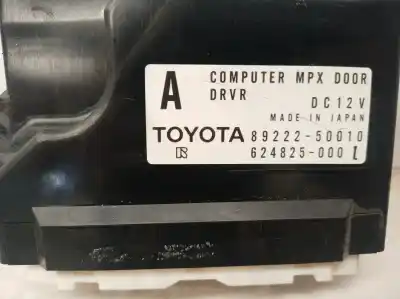 A COMPUTER MPX DOOR
DRVR
DC12V
MADE IN JAPAN
TOYOTA 89222-50010
R 624825-000 I